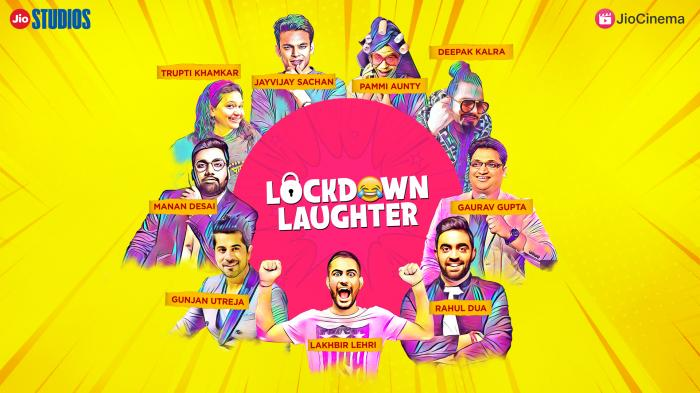 Jio STUDIOS
JioCinema
DEEPAK KALRA
TRUPTI KHAMKAR
JAYVIJAY SACHAN
PAMMI AUNTY
LOCKDOWN
LAUGHTER
MANAN DESAI
GAURAV GUPTA
GUNJAN UTREJA
RAHUL DUA
LAKHBIR LEHRI